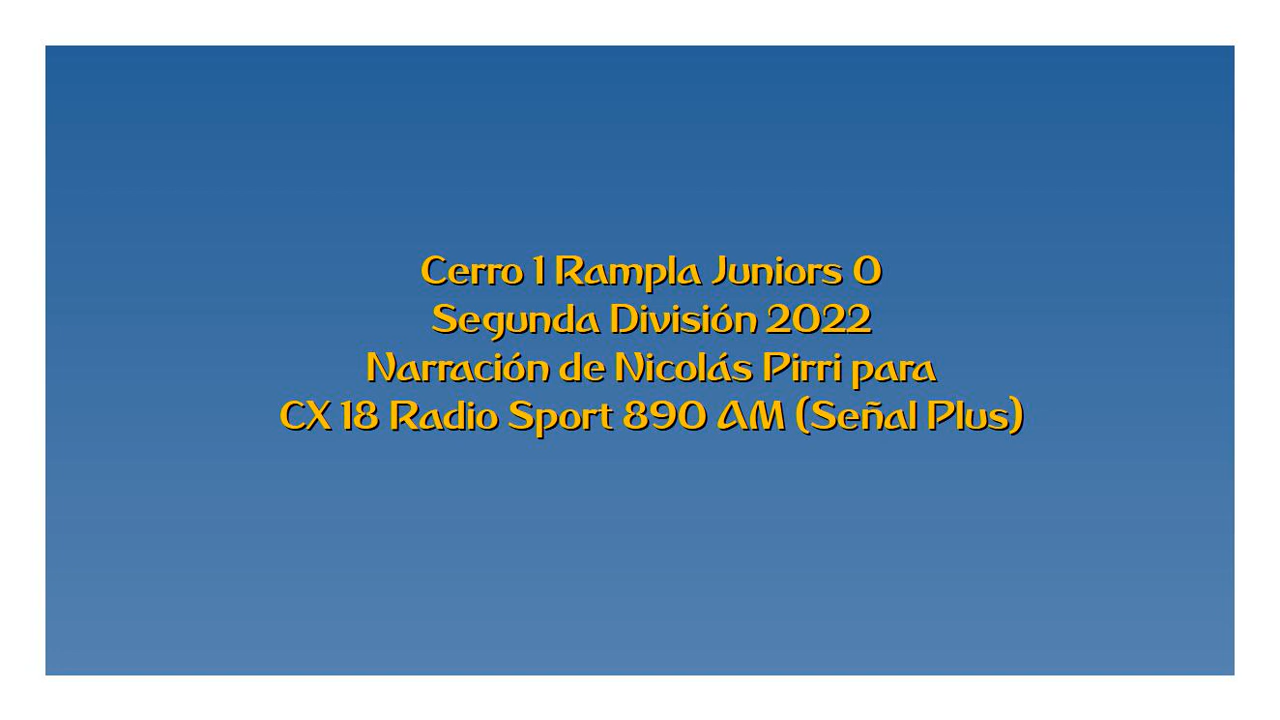 Cerro 1 Rampla Juniors 0
Segunda División 2022
Narración de Nicolás Pirri para
CX 18 Radio Sport 890 AM (Señal Plus)